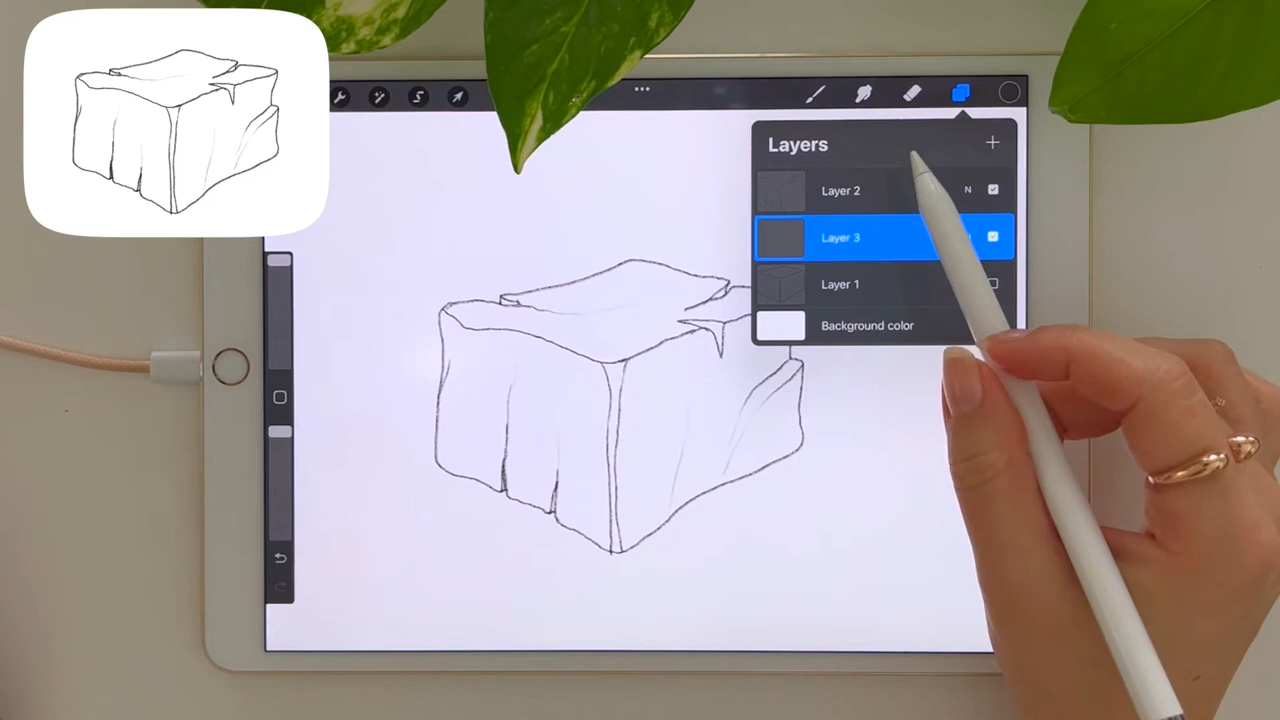 Layers
Layer 2 N
Layer 3
Layer 1
Background color